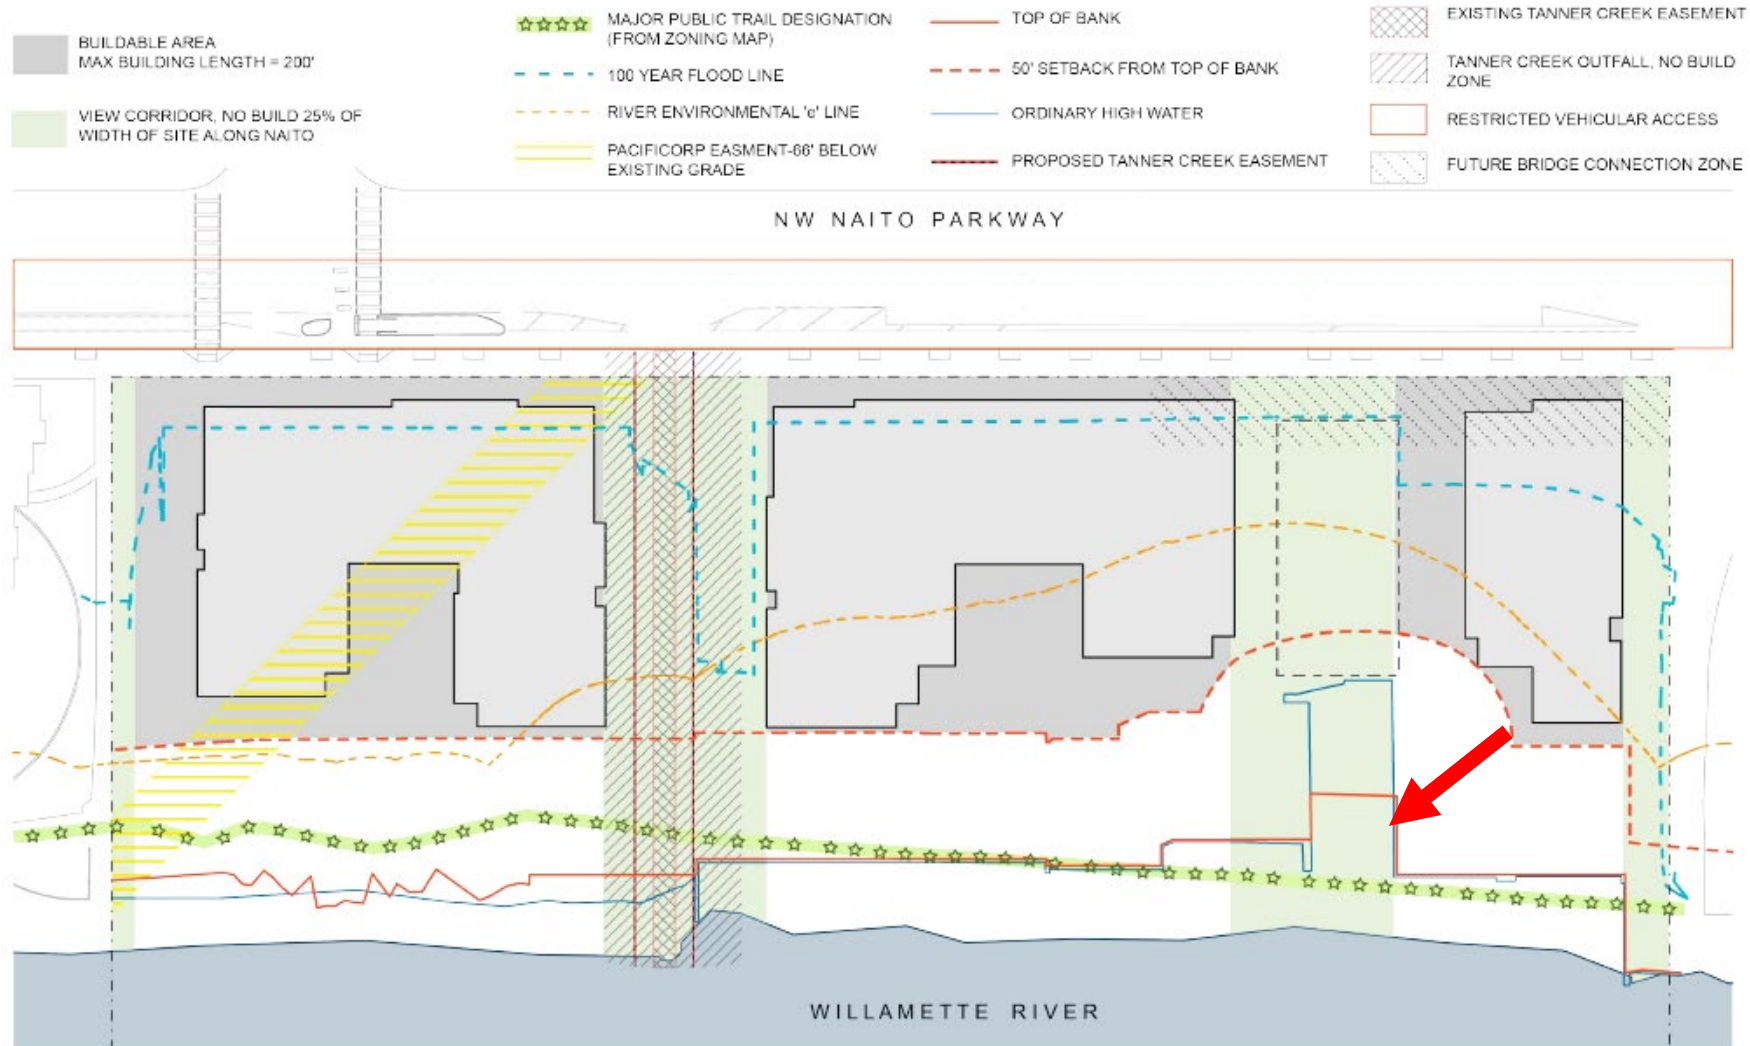 BUILDABLE AREA
MAX BUILDING LENGTH = 200'
VIEW CORRIDOR, NO BUILD 25% OF
WIDTH OF SITE ALONG NAITO
MAJOR PUBLIC TRAIL DESIGNATION
(FROM ZONING MAP)
100 YEAR FLOOD LINE
RIVER ENVIRONMENTAL 'e' LINE
PACIFICORP EASMENT-66' BELOW
EXISTING GRADE
TOP OF BANK
50' SETBACK FROM TOP OF BANK
ORDINARY HIGH WATER
PROPOSED TANNER CREEK EASEMENT
EXISTING TANNER CREEK EASEMENT
TANNER CREEK OUTFALL, NO BUILD
ZONE
RESTRICTED VEHICULAR ACCESS
FUTURE BRIDGE CONNECTION ZONE
NW NAITO PARKWAY
WILLAMETTE RIVER